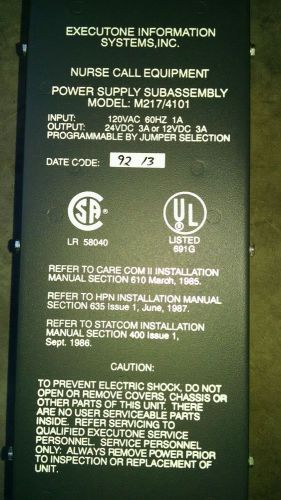 EXECUTONE INFORMATION
SYSTEMS,INC.
NURSE CALL EQUIPMENT
POWER SUPPLY SUBASSEMBLY
MODEL: M217/4101
INPUT: 120VAC 60HZ 1A
OUTPUT: 24VDC 3A or 12VDC 3A
PROGRAMMABLE BY JUMPER SELECTION
DATE CODE: 92 13
SA UL
LR 58040 LISTED
691G
REFER TO CARE COM II INSTALLATION
MANUAL SECTION 610 March, 1985.
REFER TO HPN INSTALLATION MANUAL
SECTION 635 Issue 1, June, 1987.
REFER TO STATCOM INSTALLATION
MANUAL SECTION 400 Issue 1,
Sept. 1986.
CAUTION:
TO PREVENT ELECTRIC SHOCK, DO NOT
OPEN OR REMOVE COVERS, CHASSIS OR
OTHER PARTS OF THIS UNIT. THERE
ARE NO USER SERVICEABLE PARTS
INSIDE. REFER SERVICING TO
QUALIFIED EXECUTONE SERVICE
PERSONNEL. SERVICE PERSONNEL
ONLY: ALWAYS REMOVE POWER PRIOR
TO INSPECTION OR REPLACEMENT OF
UNIT.